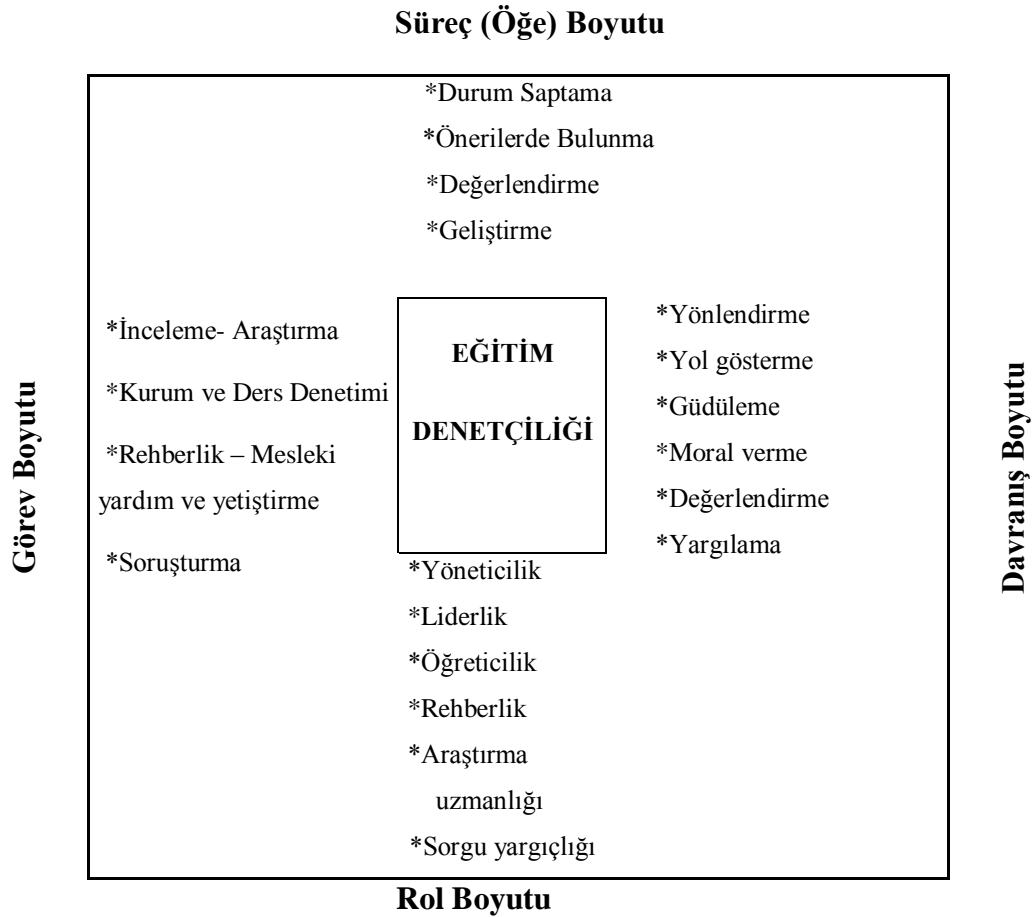 Süreç (Öğe) Boyutu
*Durum Saptama
*Önerilerde Bulunma
*Değerlendirme
*Geliştirme
Görev Boyutu
*İnceleme- Araştırma
*Kurum ve Ders Denetimi
*Rehberlik – Mesleki
yardım ve yetiştirme
*Soruşturma
EĞİTİM
DENETÇİLİĞİ
*Yönlendirme
*Yol gösterme
*Güdüleme
*Moral verme
*Değerlendirme
*Yargılama
Davranış Boyutu
*Yöneticilik
*Liderlik
*Öğreticilik
*Rehberlik
*Araştırma
uzmanlığı
*Sorgu yargıçlığı
Rol Boyutu